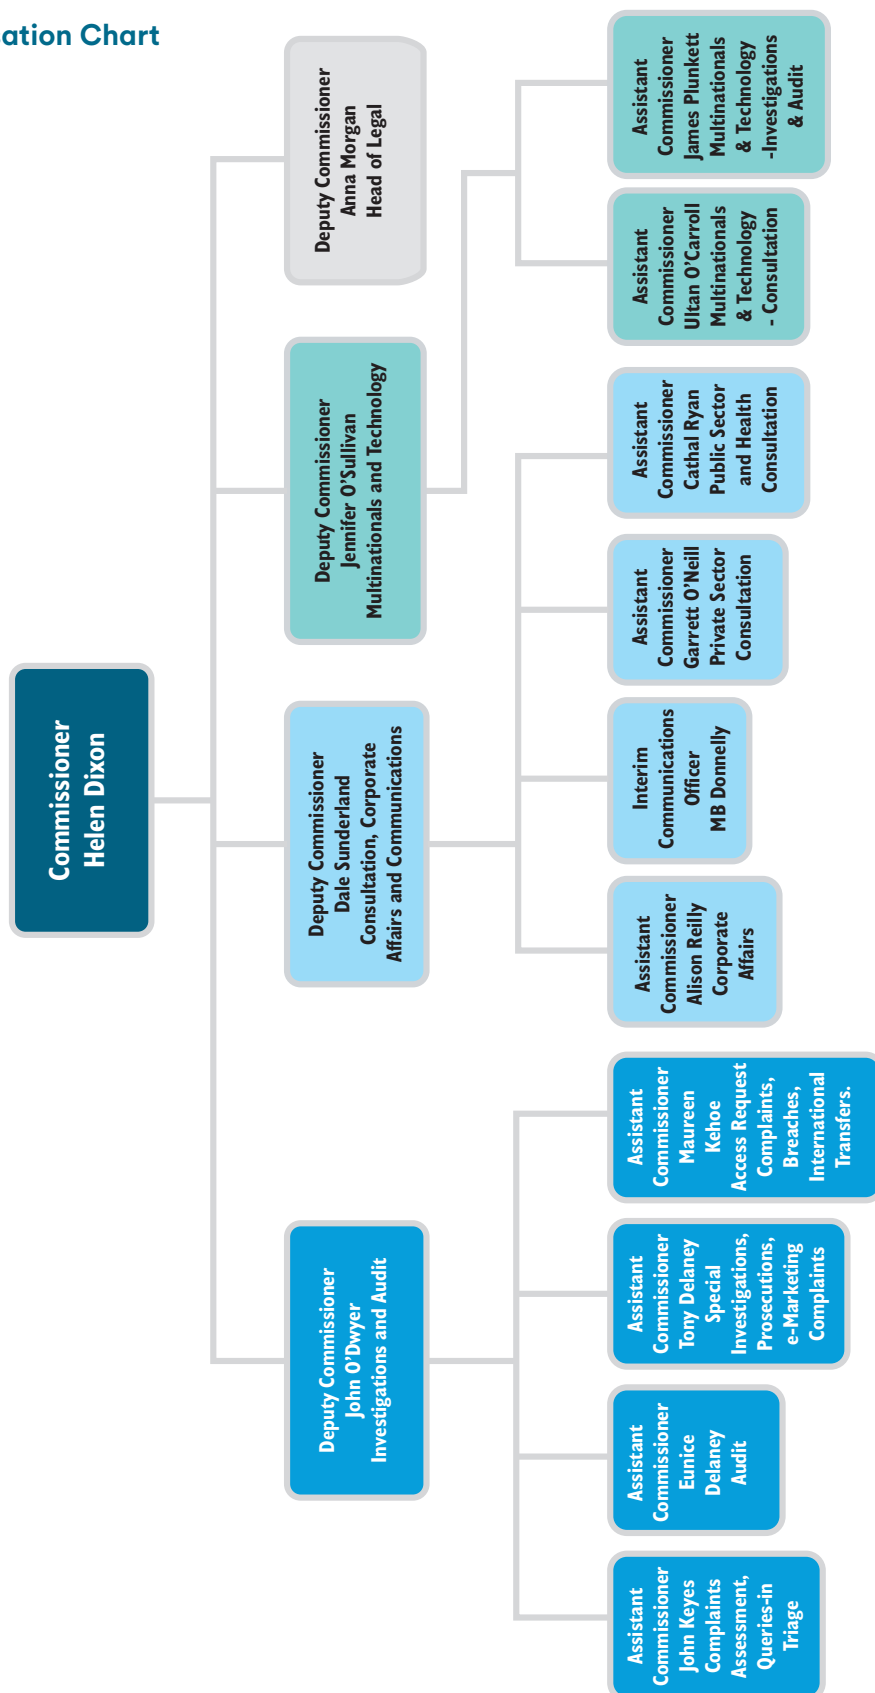 ation Chart
Commissioner
Helen Dixon
Deputy Commissioner
John O'Dwyer
Investigations and Audit
Deputy Commissioner
Dale Sunderland
Consultation, Corporate
Affairs and Communications
Deputy Commissioner
Jennifer O'Sullivan
Multinationals and Technology
Deputy Commissioner
Anna Morgan
Head of Legal
Assistant
Commissioner
John Keyes
Complaints
Assessment,
Queries-in
Triage
Assistant
Commissioner
Eunice
Delaney
Audit
Assistant
Commissioner
Tony Delaney
Special
Investigations,
Prosecutions,
e-Marketing
Complaints
Assistant
Commissioner
Maureen
Kehoe
Access Request
Complaints,
Breaches,
International
Transfers.
Assistant
Commissioner
Alison Reilly
Corporate
Affairs
Interim
Communications
Officer
MB Donnelly
Assistant
Commissioner
Garrett O'Neill
Private Sector
Consultation
Assistant
Commissioner
Cathal Ryan
Public Sector
and Health
Consultation
Assistant
Commissioner
Ultan O'Carroll
Multinationals
& Technology
- Consultation
Assistant
Commissioner
James Plunkett
Multinationals
& Technology
-Investigations
& Audit